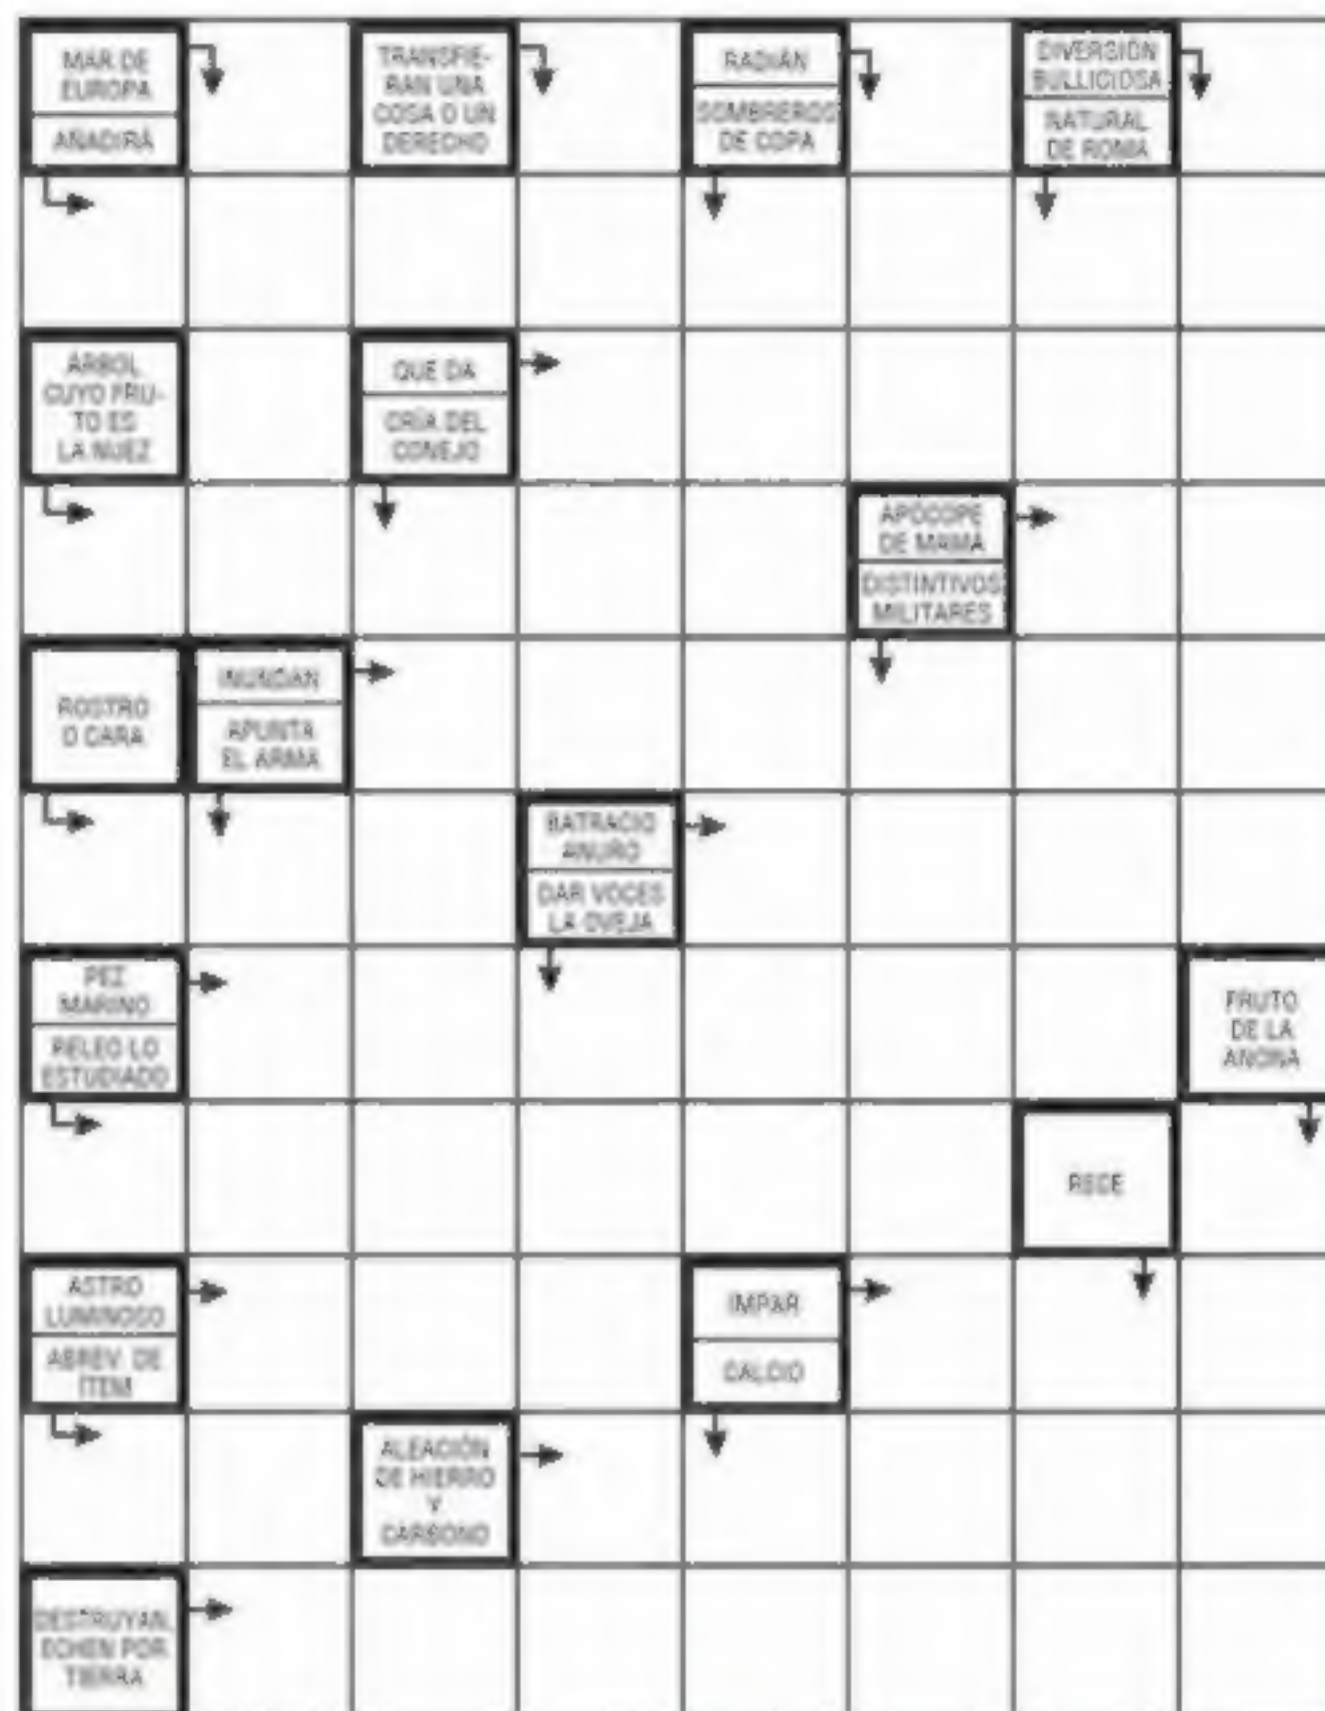 MAR DE
EUROPA
AÑADIRÁ
TRANSFIE-
RAN UNA
COSA O UN
DERECHO
RADIÁN
SOMBREROS
DE COPA
DIVERSIÓN
BULLICIOSA
NATURAL
DE ROMA
ÁRBOL
CUYO FRU-
TO ES
LA NUEZ
QUE DA
CRÍA DEL
CONEJO
APÓCOPE
DE MAMÁ
DISTINTIVOS
MILITARES
ROSTRO
O CARA
INUNDAN
APUNTA
EL ARMA
BATRACIO
ANURO
DAR VOCES
LA OVEJA
PEZ
MARINO
RELEO LO
ESTUDIADO
FRUTO
DE LA
ANONA
RECE
ASTRO
LUMINOSO
ABREV. DE
ITEM
IMPAR
CALCIO
ALEACIÓN
DE HIERRO
Y
CARBONO
DESTRUYAN,
ECHEN POR
TIERRA